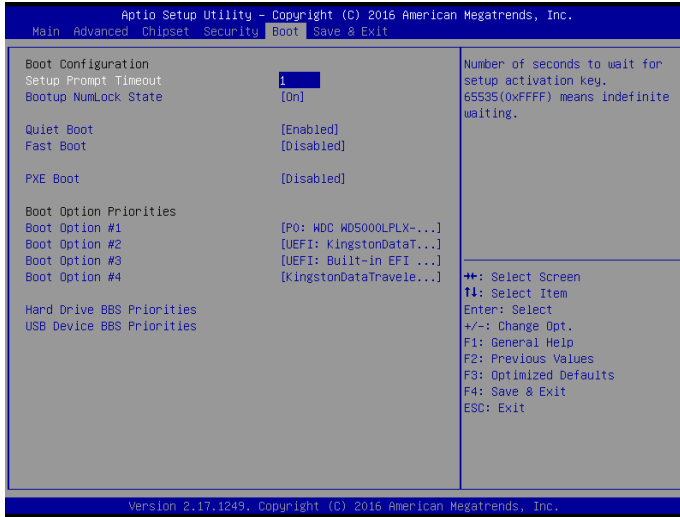 Aptio Setup Utility – Copyright (C) 2016 American Megatrends, Inc.
Main Advanced Chipset Security Boot Save & Exit
Boot Configuration
Setup Prompt Timeout 1
Bootup NumLock State [On]
Quiet Boot [Enabled]
Fast Boot [Disabled]
PXE Boot [Disabled]
Boot Option Priorities
Boot Option #1 [P0: WDC WD5000LPLX-...]
Boot Option #2 [UEFI: KingstonDataT...]
Boot Option #3 [UEFI: Built-in EFI ...]
Boot Option #4 [KingstonDataTravele...]
Hard Drive BBS Priorities
USB Device BBS Priorities
Number of seconds to wait for
setup activation key.
65535(0xFFFF) means indefinite
waiting.
→←: Select Screen
↑↓: Select Item
Enter: Select
+/-: Change Opt.
F1: General Help
F2: Previous Values
F3: Optimized Defaults
F4: Save & Exit
ESC: Exit
Version 2.17.1249. Copyright (C) 2016 American Megatrends, Inc.